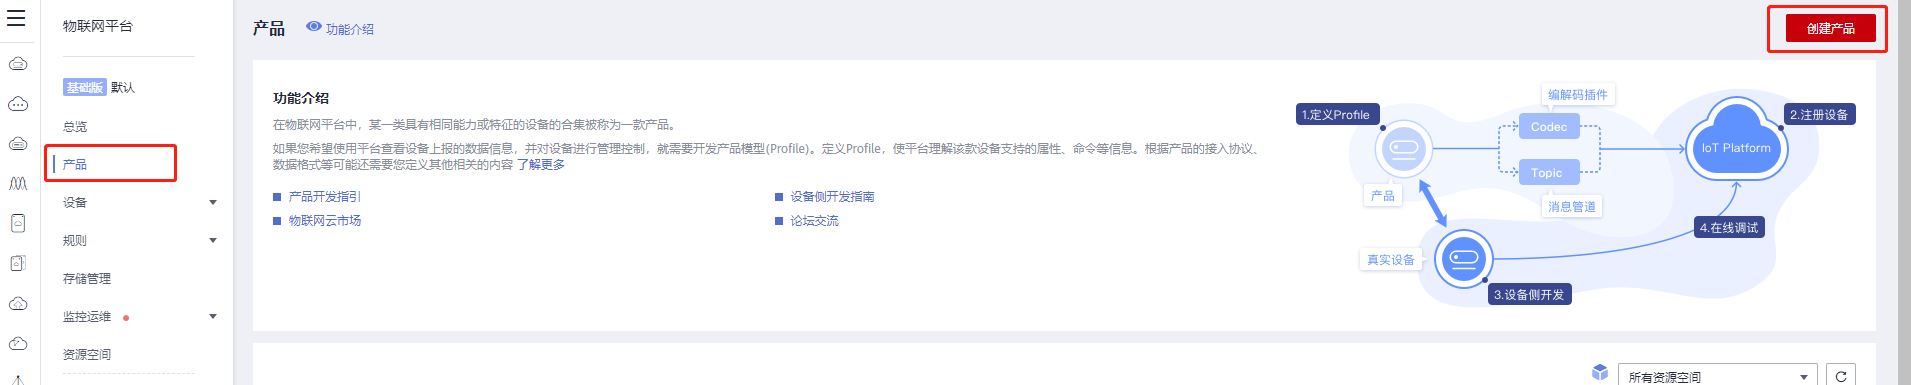 物联网平台
基础版 默认
总览
产品
设备
规则
存储管理
监控运维
资源空间
产品 功能介绍
创建产品
功能介绍
在物联网平台中，某一类具有相同能力或特征的设备的合集被称为一款产品。
如果您希望使用平台查看设备上报的数据信息，并对设备进行管理控制，就需要开发产品模型(Profile)。定义Profile，使平台理解该款设备支持的属性、命令等信息。根据产品的接入协议、
数据格式等可能还需要您定义其他相关的内容 了解更多
产品开发指引
设备侧开发指南
物联网云市场
论坛交流
编解码插件
1.定义Profile
Codec
2.注册设备
IoT Platform
Topic
产品
消息管道
4.在线调试
真实设备
3.设备侧开发
所有资源空间